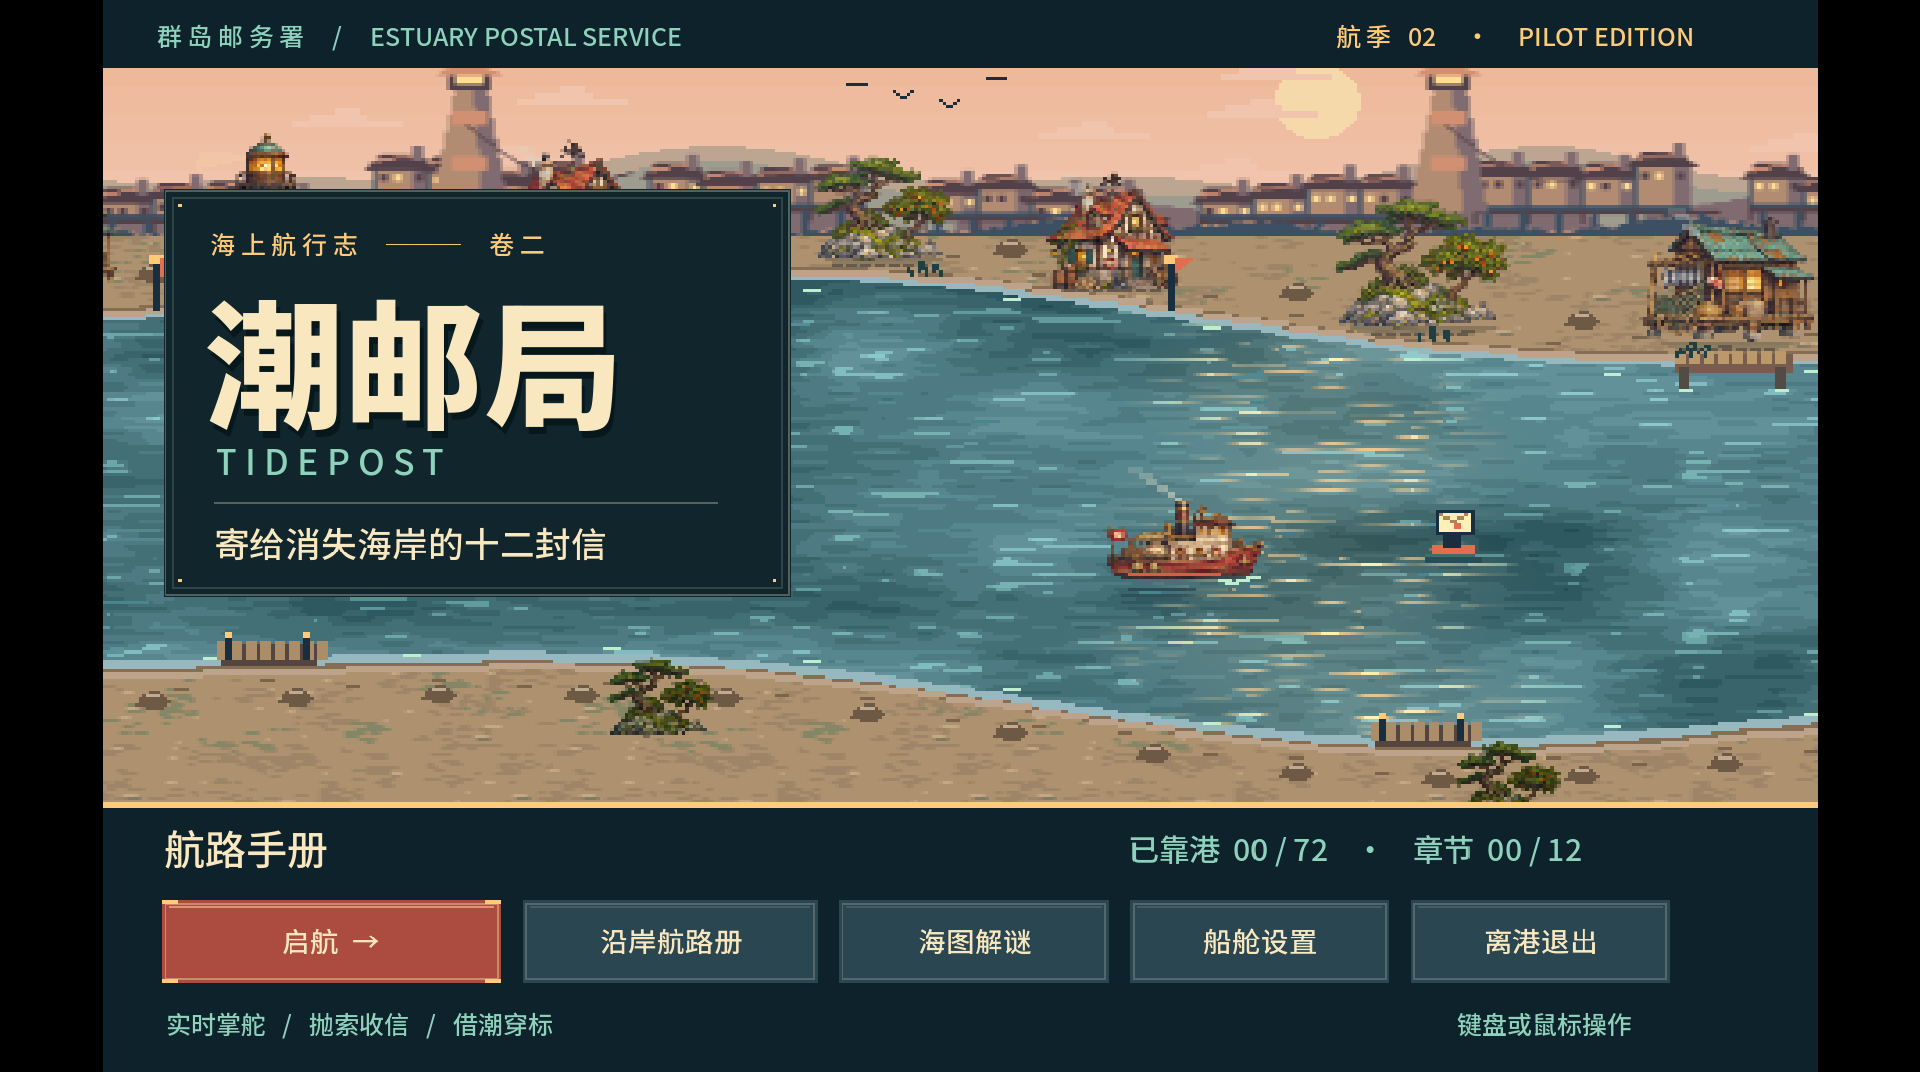 群岛邮务署 / ESTUARY POSTAL SERVICE
航季 02 • PILOT EDITION
海上航行志 —— 卷二
潮邮局
TIDEPOST
寄给消失海岸的十二封信
航路手册
已靠港 00 / 72 • 章节 00 / 12
启航 →
沿岸航路册
海图解谜
船舱设置
离港退出
实时掌舵 / 抛索收信 / 借潮穿标
键盘或鼠标操作